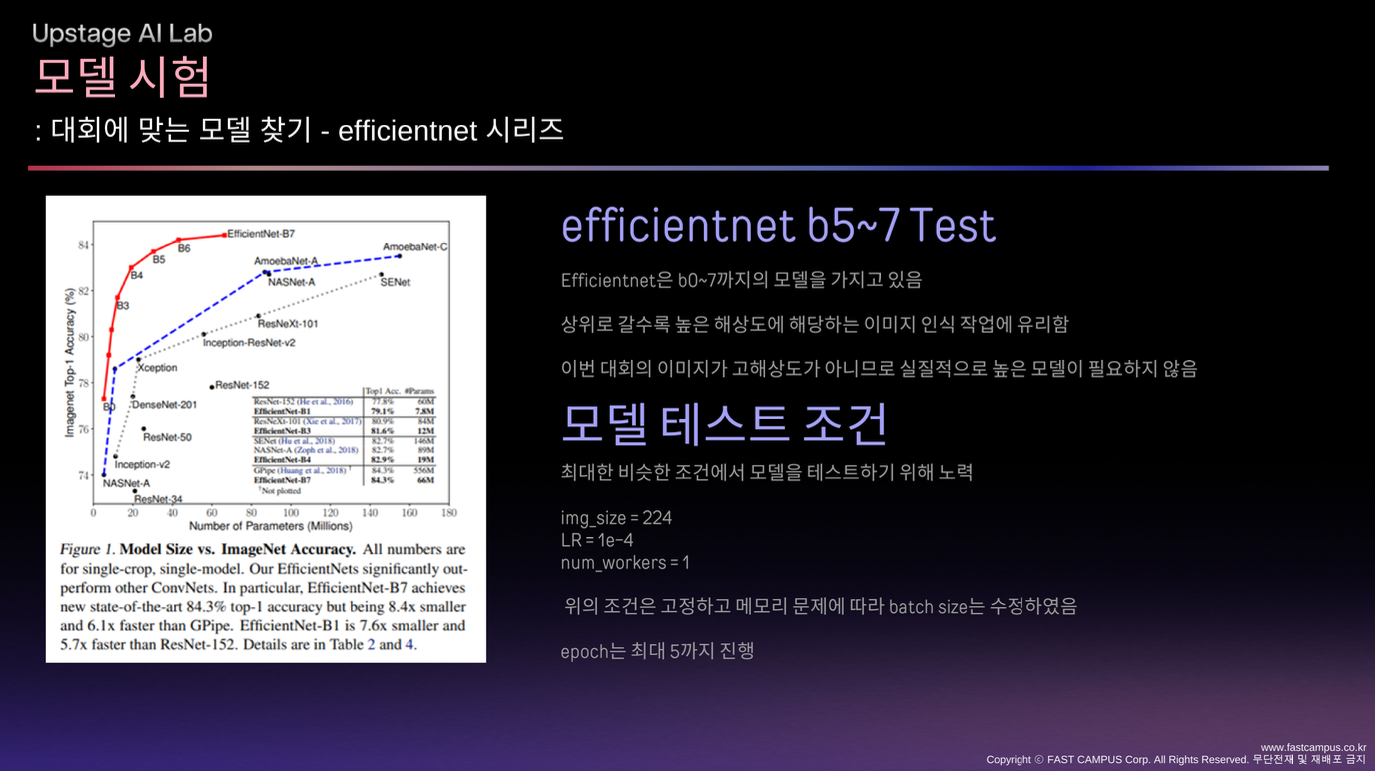 Upstage AI Lab
모델 시험
: 대회에 맞는 모델 찾기 - efficientnet 시리즈
84
82
80
78
76
74
Imagenet Top-1 Accuracy (%)
0 20 40 60 80 100 120 140 160 180
Number of Parameters (Millions)
EfficientNet-B7
B6
B5
B4
B3
B0
AmoebaNet-C
AmoebaNet-A
NASNet-A
SENet
ResNeXt-101
Inception-ResNet-v2
Xception
ResNet-152
DenseNet-201
ResNet-50
Inception-v2
NASNet-A
ResNet-34
Top1 Acc. #Params
ResNet-152 (He et al., 2016) 77.8% 60M
EfficientNet-B1 79.1% 7.8M
ResNeXt-101 (Xie et al., 2017) 80.9% 84M
EfficientNet-B3 81.6% 12M
SENet (Hu et al., 2018) 82.7% 146M
NASNet-A (Zoph et al., 2018) 82.7% 89M
EfficientNet-B4 82.9% 19M
GPipe (Huang et al., 2018) † 84.3% 556M
EfficientNet-B7 84.3% 66M
†Not plotted
Figure 1. Model Size vs. ImageNet Accuracy. All numbers are
for single-crop, single-model. Our EfficientNets significantly out-
perform other ConvNets. In particular, EfficientNet-B7 achieves
new state-of-the-art 84.3% top-1 accuracy but being 8.4x smaller
and 6.1x faster than GPipe. EfficientNet-B1 is 7.6x smaller and
5.7x faster than ResNet-152. Details are in Table 2 and 4.
efficientnet b5~7 Test
Efficientnet은 b0~7까지의 모델을 가지고 있음
상위로 갈수록 높은 해상도에 해당하는 이미지 인식 작업에 유리함
이번 대회의 이미지가 고해상도가 아니므로 실질적으로 높은 모델이 필요하지 않음
모델 테스트 조건
최대한 비슷한 조건에서 모델을 테스트하기 위해 노력
img_size = 224
LR = 1e-4
num_workers = 1
위의 조건은 고정하고 메모리 문제에 따라 batch size는 수정하였음
epoch는 최대 5까지 진행
www.fastcampus.co.kr
Copyright ⓒ FAST CAMPUS Corp. All Rights Reserved. 무단전재 및 재배포 금지